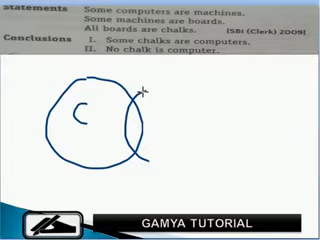 Statements Some computers are machines.
Some machines are boards.
All boards are chalks. [SBI (Clerk) 2009]
Conclusions I. Some chalks are computers.
II. No chalk is computer.
C
GAMYA TUTORIAL